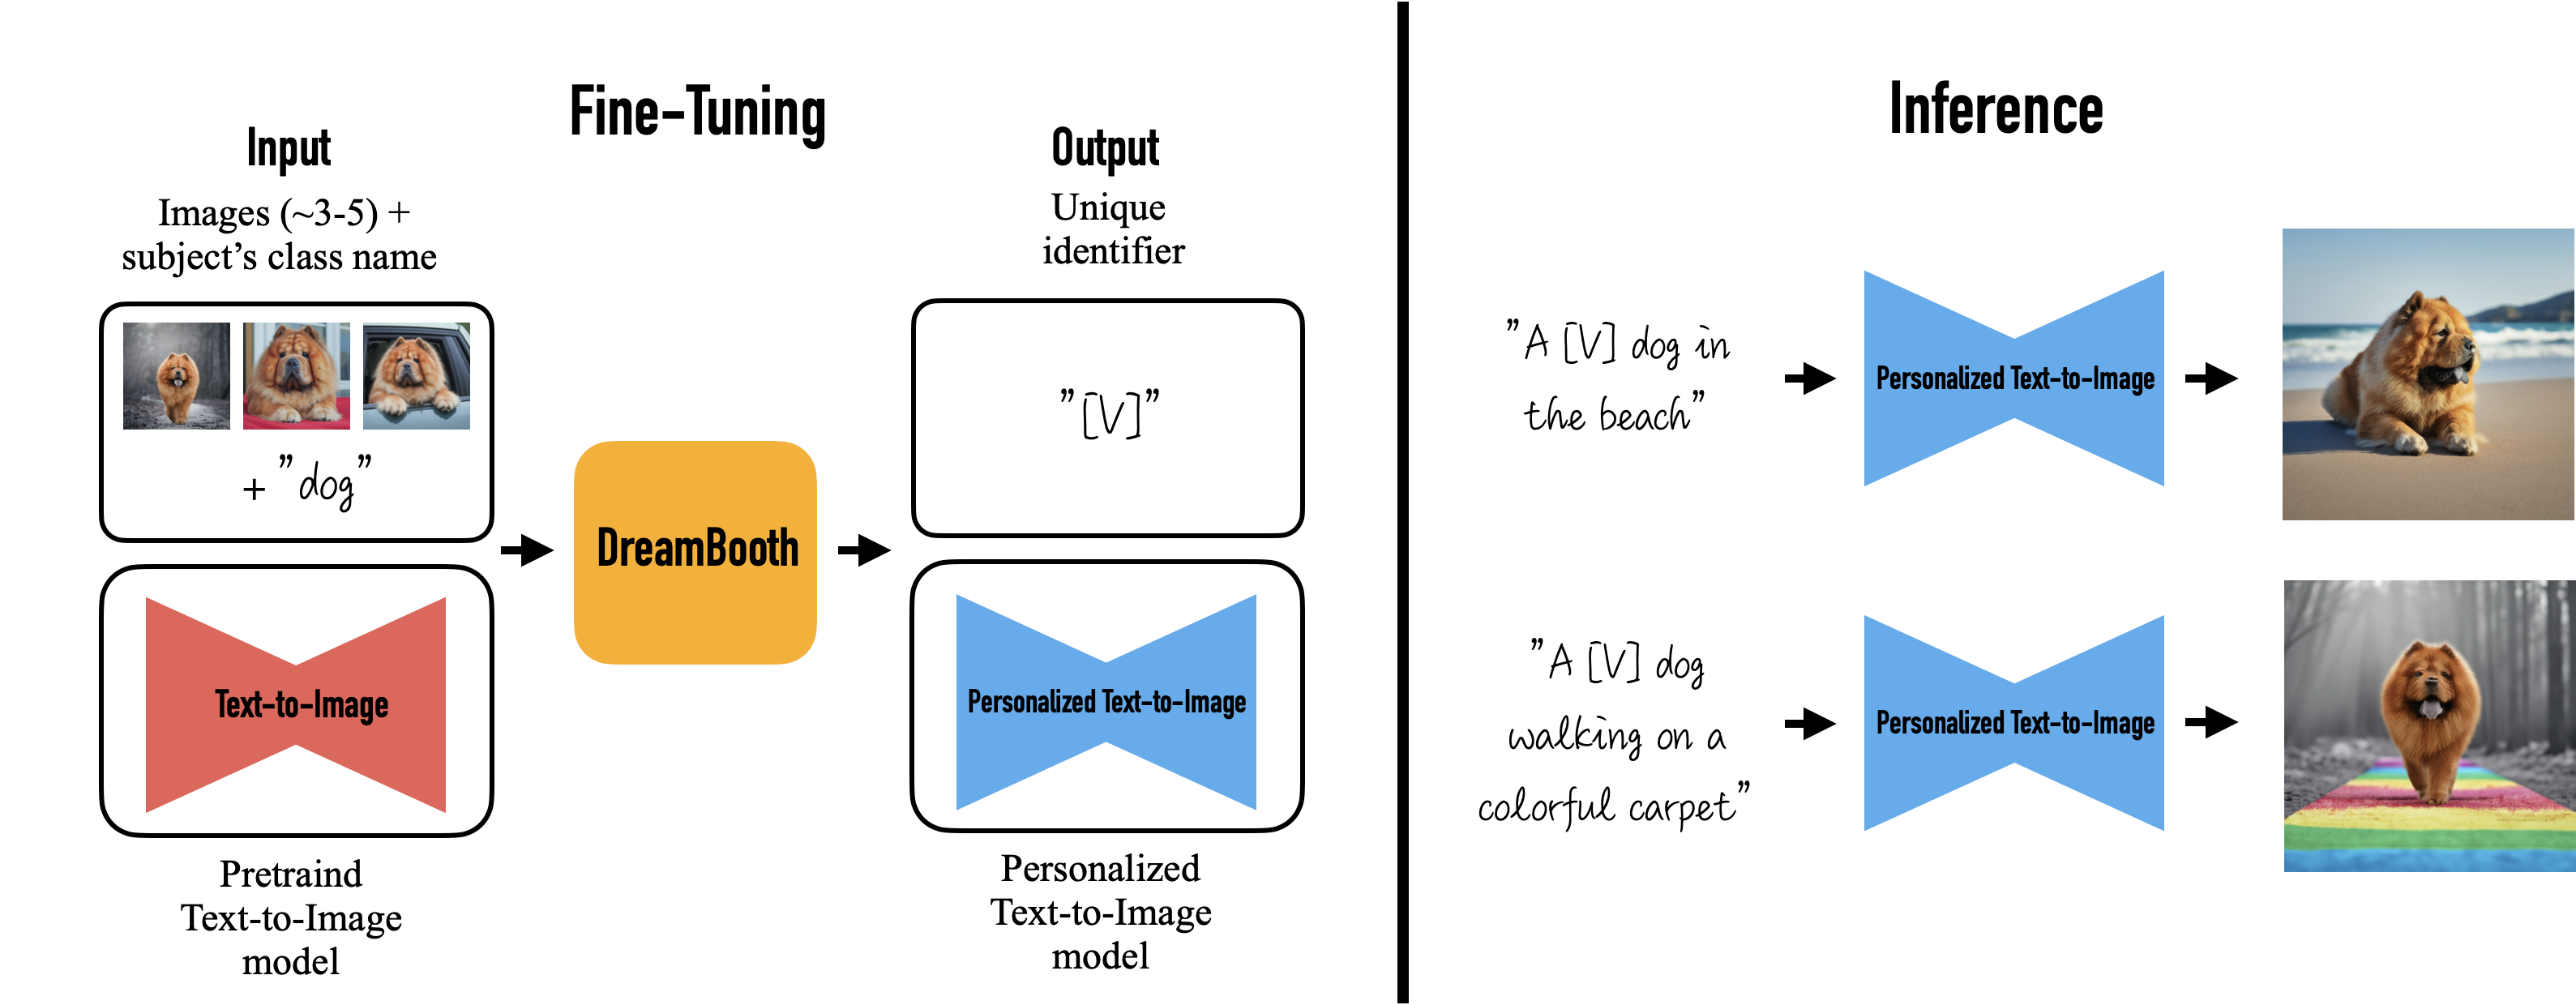 Fine-Tuning
Input
Images (~3-5) +
subject's class name
+ "dog"
Text-to-Image
Pretraind
Text-to-Image
model
DreamBooth
Output
Unique
identifier
"[V]"
Personalized Text-to-Image
Personalized
Text-to-Image
model
Inference
"A [V] dog in
the beach"
Personalized Text-to-Image
"A [V] dog
walking on a
colorful carpet"
Personalized Text-to-Image